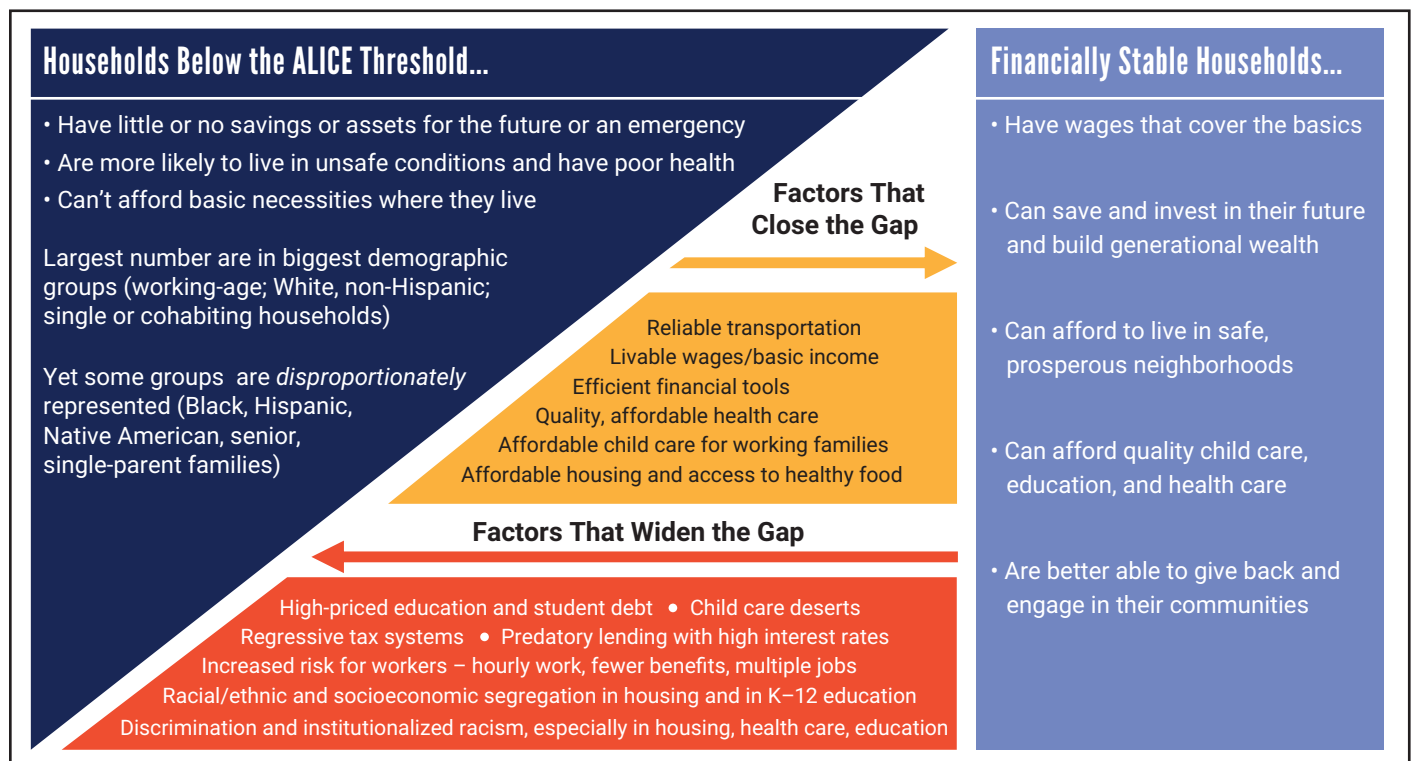 Households Below the ALICE Threshold...
• Have little or no savings or assets for the future or an emergency
• Are more likely to live in unsafe conditions and have poor health
• Can't afford basic necessities where they live
Largest number are in biggest demographic
groups (working-age; White, non-Hispanic;
single or cohabiting households)
Yet some groups are disproportionately
represented (Black, Hispanic,
Native American, senior,
single-parent families)
Factors That
Close the Gap
Reliable transportation
Livable wages/basic income
Efficient financial tools
Quality, affordable health care
Affordable child care for working families
Affordable housing and access to healthy food
Factors That Widen the Gap
High-priced education and student debt • Child care deserts
Regressive tax systems • Predatory lending with high interest rates
Increased risk for workers – hourly work, fewer benefits, multiple jobs
Racial/ethnic and socioeconomic segregation in housing and in K–12 education
Discrimination and institutionalized racism, especially in housing, health care, education
Financially Stable Households...
• Have wages that cover the basics
• Can save and invest in their future
and build generational wealth
• Can afford to live in safe,
prosperous neighborhoods
• Can afford quality child care,
education, and health care
• Are better able to give back and
engage in their communities